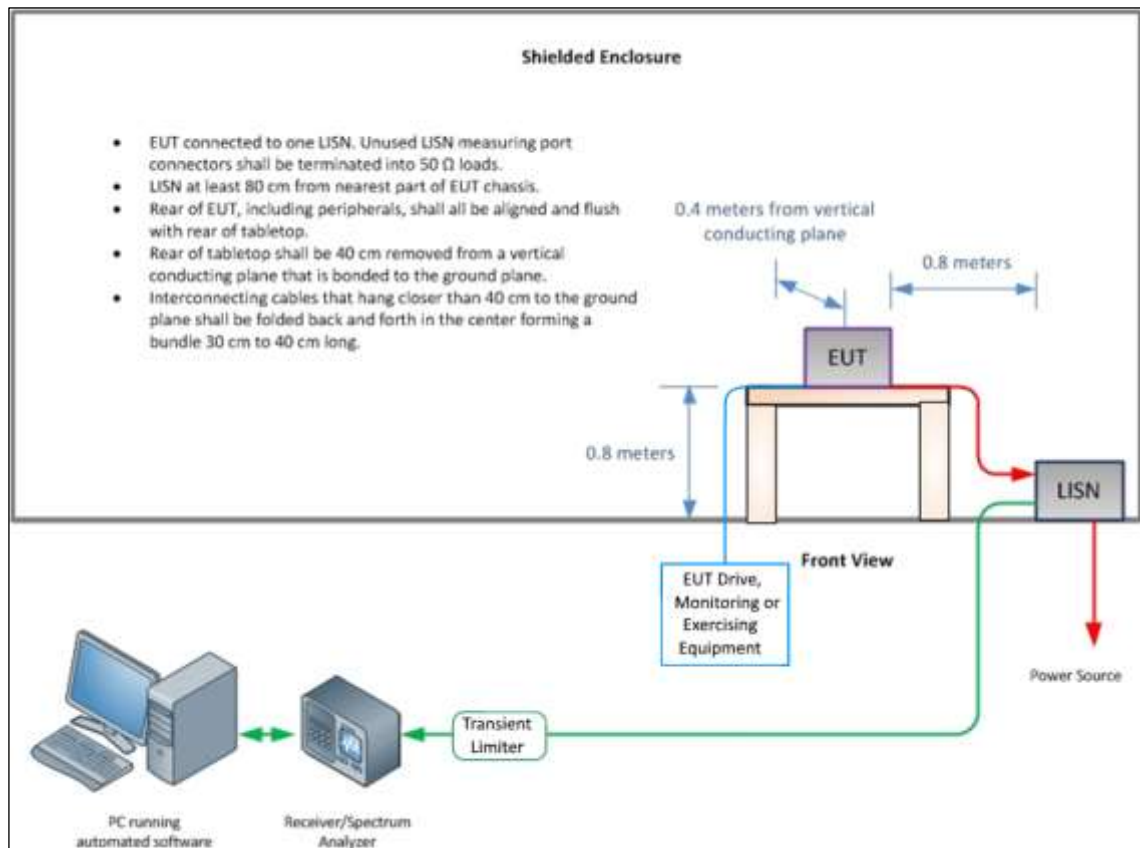 Shielded Enclosure
• EUT connected to one LISN. Unused LISN measuring port
connectors shall be terminated into 50 Ω loads.
• LISN at least 80 cm from nearest part of EUT chassis.
• Rear of EUT, including peripherals, shall all be aligned and flush
with rear of tabletop.
• Rear of tabletop shall be 40 cm removed from a vertical
conducting plane that is bonded to the ground plane.
• Interconnecting cables that hang closer than 40 cm to the ground
plane shall be folded back and forth in the center forming a
bundle 30 cm to 40 cm long.
0.4 meters from vertical
conducting plane
0.8 meters
EUT
0.8 meters
LISN
Front View
EUT Drive,
Monitoring or
Exercising
Equipment
Power Source
Transient
Limiter
PC running
automated software
Receiver/Spectrum
Analyzer